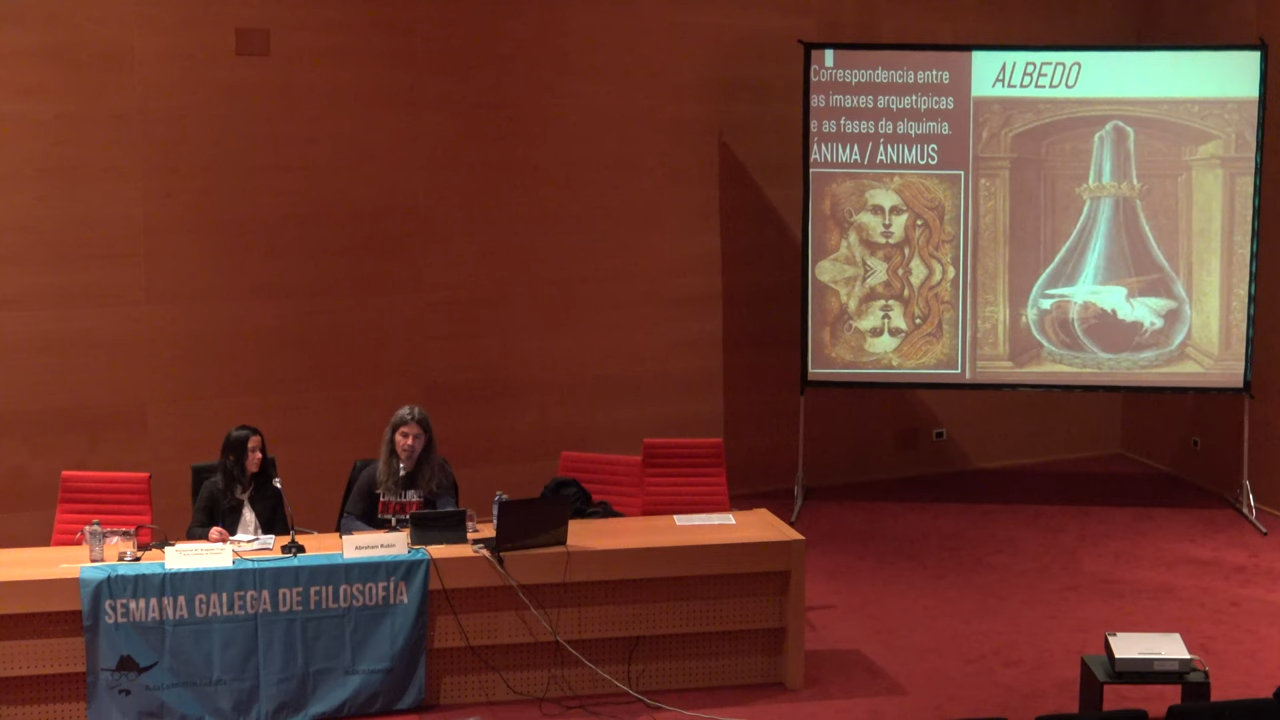 Correspondencia entre
as imaxes arquetípicas
e as fases da alquimia.
ÁNIMA / ÁNIMUS
ALBEDO
Abraham Rubín
SEMANA GALEGA DE FILOSOFÍA